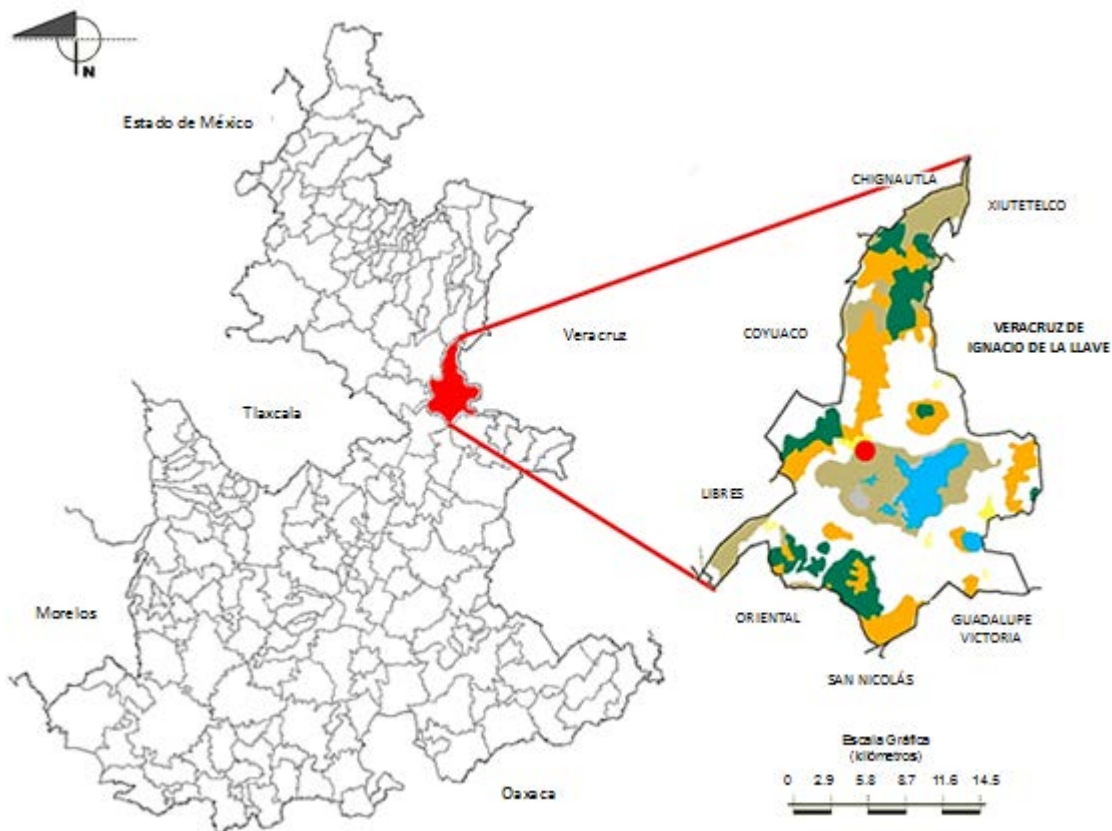 N
Estado de México
CHIGNAUTLA
XIUTETELCO
COYUACO
Veracruz
VERACRUZ DE
IGNACIO DE LA LLAVE
Tlaxcala
LIBRES
Morelos
ORIENTAL
GUADALUPE
VICTORIA
SAN NICOLÁS
Escala Gráfica
(kilómetros)
0 2.9 5.8 8.7 11.6 14.5
Oaxaca